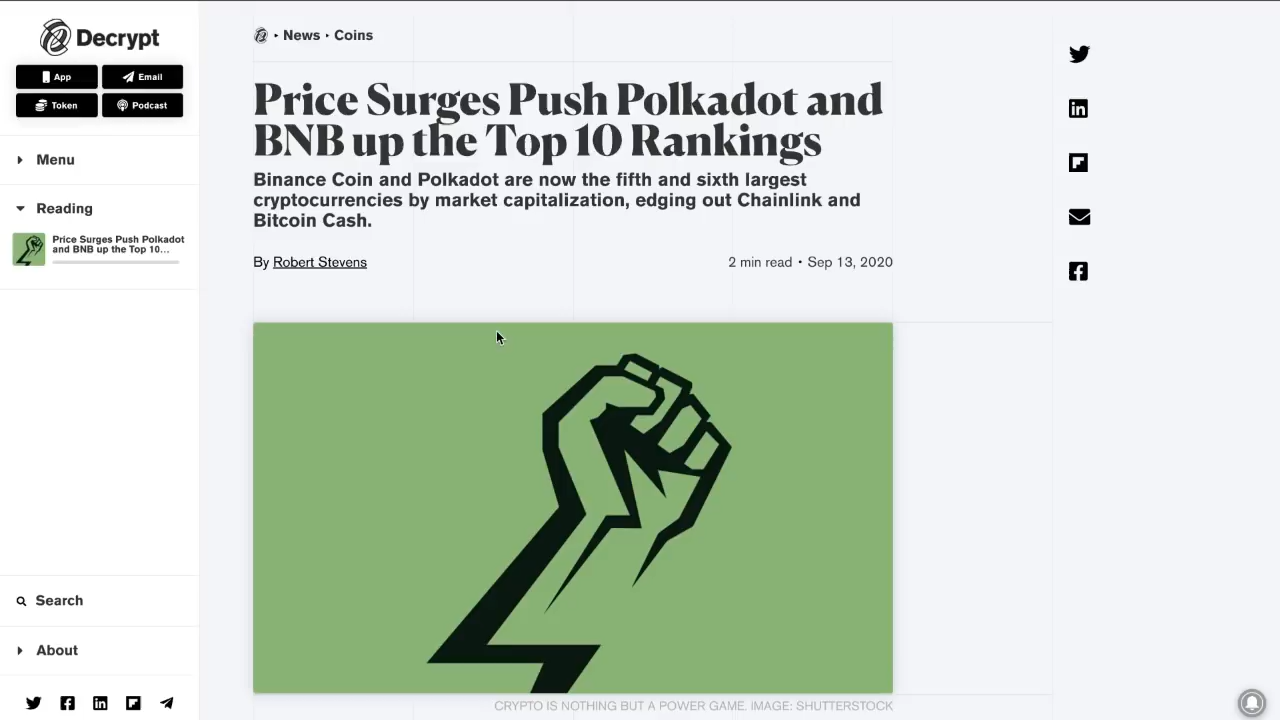 Decrypt
App
Email
Token
Podcast
Menu
Reading
Price Surges Push Polkadot
and BNB up the Top 10...
Search
About
News
Coins
Price Surges Push Polkadot and
BNB up the Top 10 Rankings
Binance Coin and Polkadot are now the fifth and sixth largest
cryptocurrencies by market capitalization, edging out Chainlink and
Bitcoin Cash.
By Robert Stevens
2 min read • Sep 13, 2020
CRYPTO IS NOTHING BUT A POWER GAME. IMAGE: SHUTTERSTOCK